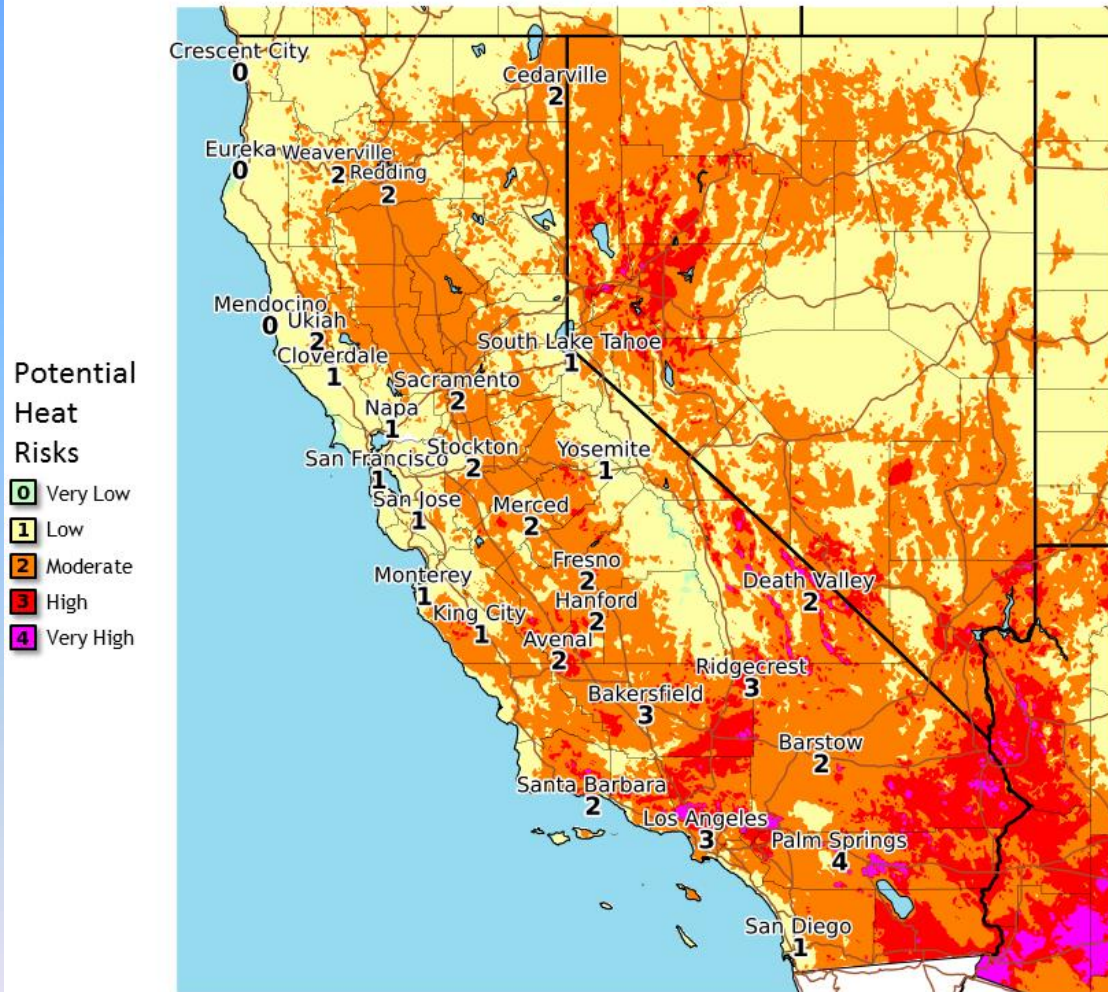 Potential
Heat
Risks
0 Very Low
1 Low
2 Moderate
3 High
4 Very High
Crescent City
0
Cedarville
2
Eureka
0
Weaverville
2
Redding
2
Mendocino
0
Ukiah
2
Cloverdale
1
South Lake Tahoe
1
Sacramento
2
Napa
1
Stockton
2
San Francisco
1
Yosemite
1
San Jose
1
Merced
2
Monterey
1
Fresno
2
Death Valley
2
Hanford
2
King City
1
Avenal
2
Ridgecrest
3
Bakersfield
3
Barstow
2
Santa Barbara
2
Los Angeles
3
Palm Springs
4
San Diego
1